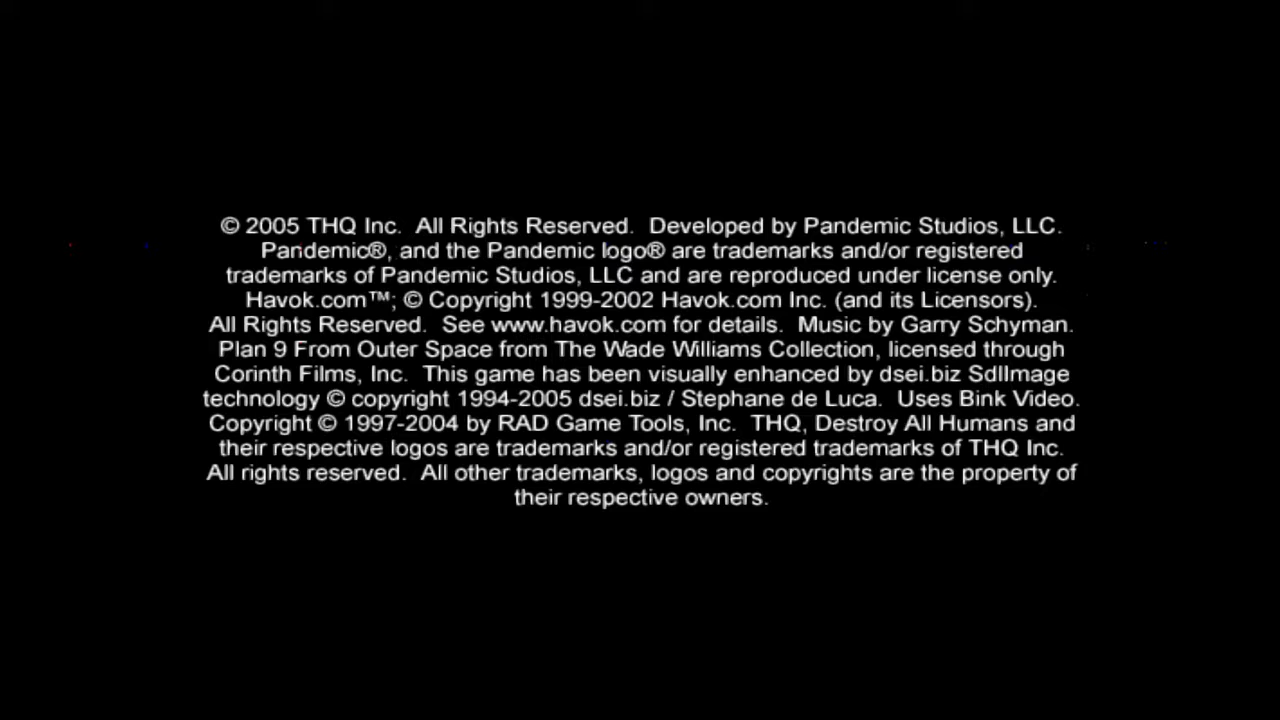 © 2005 THQ Inc.  All Rights Reserved.  Developed by Pandemic Studios, LLC.
Pandemic®, and the Pandemic logo® are trademarks and/or registered
trademarks of Pandemic Studios, LLC and are reproduced under license only.
Havok.com™; © Copyright 1999-2002 Havok.com Inc. (and its Licensors).
All Rights Reserved.  See www.havok.com for details.  Music by Garry Schyman.
Plan 9 From Outer Space from The Wade Williams Collection, licensed through
Corinth Films, Inc.  This game has been visually enhanced by dsei.biz SdlImage
technology © copyright 1994-2005 dsei.biz / Stephane de Luca.  Uses Bink Video.
Copyright © 1997-2004 by RAD Game Tools, Inc.  THQ, Destroy All Humans and
their respective logos are trademarks and/or registered trademarks of THQ Inc.
All rights reserved.  All other trademarks, logos and copyrights are the property of
their respective owners.